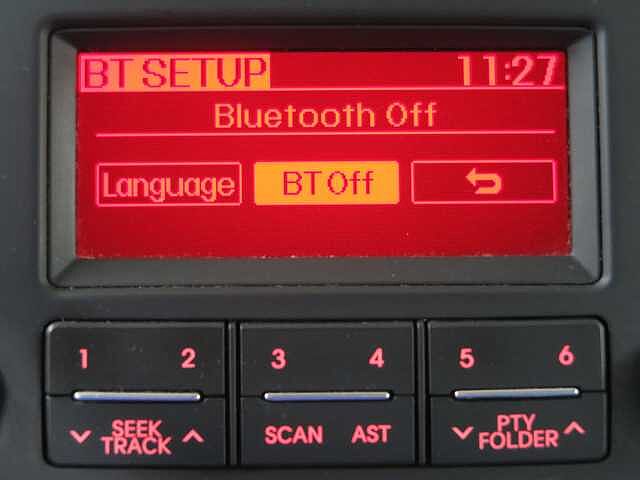 BT SETUP 11:27
Bluetooth Off
Language BT Off
1 2 3 4 5 6
SEEK TRACK SCAN AST PTY FOLDER